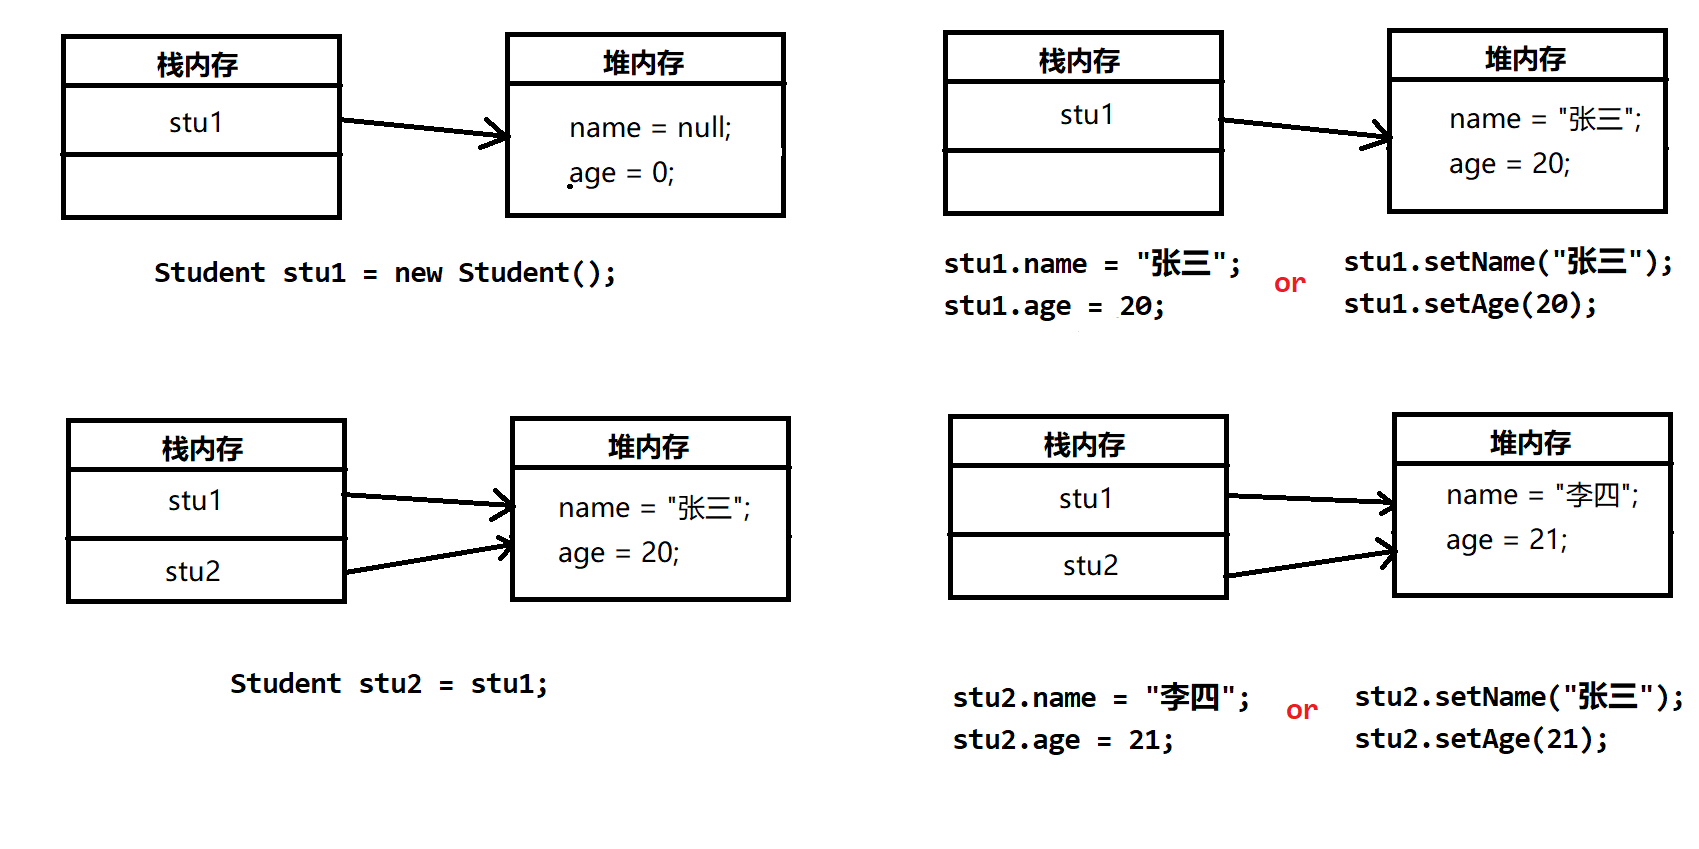 栈内存
stu1
堆内存
name = null;
age = 0;
Student stu1 = new Student();
栈内存
stu1
堆内存
name = "张三";
age = 20;
stu1.name = "张三";
stu1.age = 20;
or
stu1.setName("张三");
stu1.setAge(20);
栈内存
stu1
stu2
堆内存
name = "张三";
age = 20;
Student stu2 = stu1;
栈内存
stu1
stu2
堆内存
name = "李四";
age = 21;
stu2.name = "李四";
stu2.age = 21;
or
stu2.setName("张三");
stu2.setAge(21);